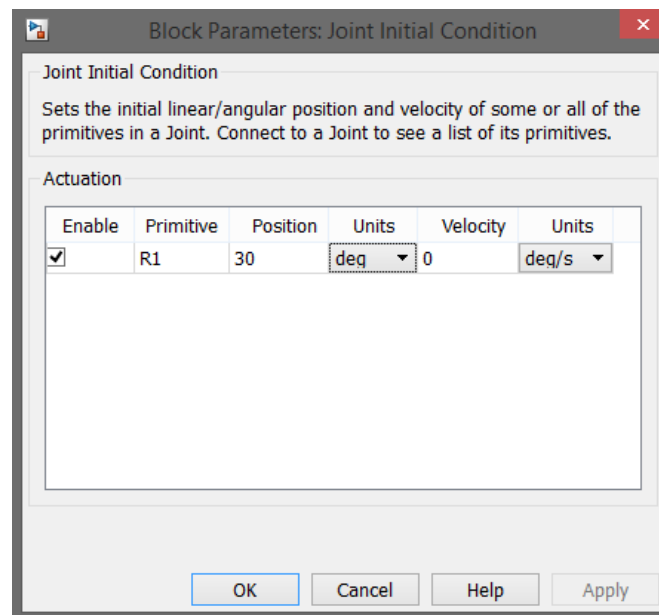 Block Parameters: Joint Initial Condition
Joint Initial Condition
Sets the initial linear/angular position and velocity of some or all of the
primitives in a Joint. Connect to a Joint to see a list of its primitives.
Actuation
Enable Primitive Position Units Velocity Units
R1 30 deg 0 deg/s
OK Cancel Help Apply